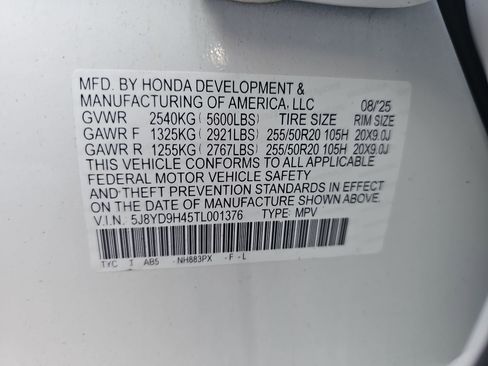 MFD. BY HONDA DEVELOPMENT &
MANUFACTURING OF AMERICA, LLC 08/'25
GVWR 2540KG (5600LBS) TIRE SIZE RIM SIZE
GAWR F 1325KG (2921LBS) 255/50R20 105H 20X9.0J
GAWR R 1255KG (2767LBS) 255/50R20 105H 20X9.0J
THIS VEHICLE CONFORMS TO ALL APPLICABLE
FEDERAL MOTOR VEHICLE SAFETY
AND THEFT PREVENTION STANDARDS IN EFFECT
ON THE DATE OF MANUFACTURE SHOWN ABOVE.
V.I.N. 5J8YD9H45TL001376 TYPE: MPV
TYC I AB5 -NH883PX -F-L